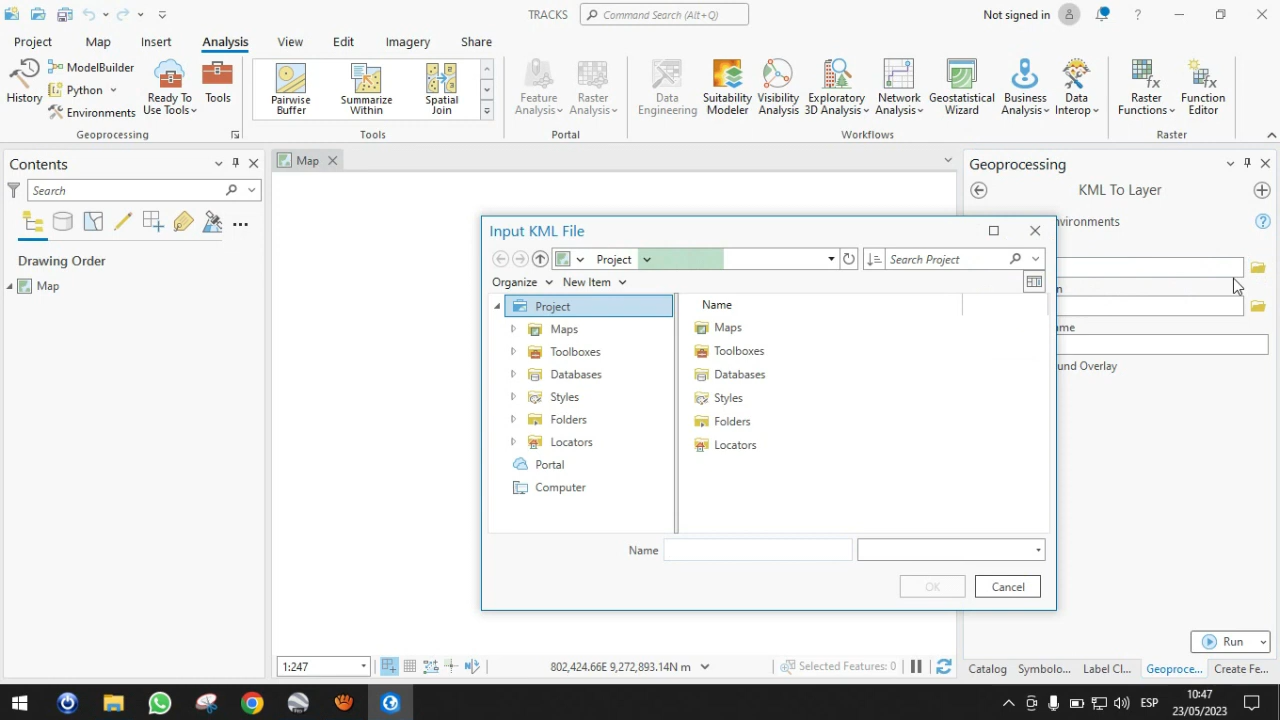 TRACKS
Command Search (Alt+Q)
Not signed in
?
Project
Map
Insert
Analysis
View
Edit
Imagery
Share
History
ModelBuilder
Python
Environments
Ready To
Use Tools
Tools
Geoprocessing
Pairwise
Buffer
Summarize
Within
Spatial
Join
Tools
Feature
Analysis
Raster
Analysis
Portal
Data
Engineering
Suitability
Modeler
Visibility
Analysis
Exploratory
3D Analysis
Network
Analysis
Geostatistical
Wizard
Business
Analysis
Data
Interop
Workflows
Raster
Functions
Function
Editor
Raster
Contents
Search
Drawing Order
Map
Map
Geoprocessing
KML To Layer
nvironments
?
n
ame
und Overlay
Run
Input KML File
Project
Search Project
Organize
New Item
Project
Maps
Toolboxes
Databases
Styles
Folders
Locators
Portal
Computer
Name
Maps
Toolboxes
Databases
Styles
Folders
Locators
Name
OK
Cancel
1:247
802,424.66E 9,272,893.14N m
Selected Features: 0
Catalog
Symbolo...
Label Cl...
Geoproce...
Create Fe...
ESP
10:47
23/05/2023